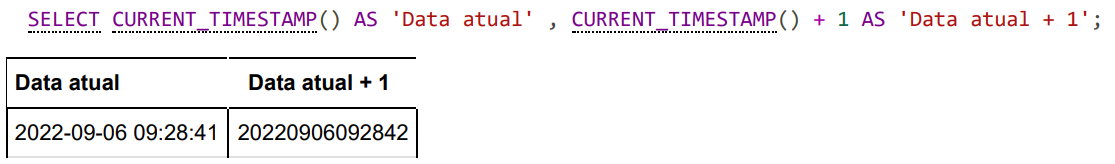 SELECT CURRENT_TIMESTAMP() AS 'Data atual' , CURRENT_TIMESTAMP() + 1 AS 'Data atual + 1';
Data atual Data atual + 1
2022-09-06 09:28:41 20220906092842